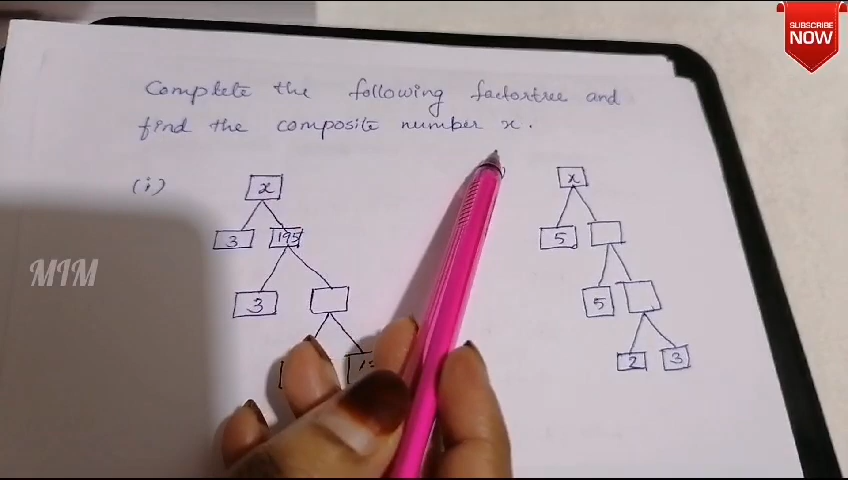 SUBSCRIBE
NOW
Complete the following factortree and
find the composite number x.
(i)
x
x
3 195
5
3
5
2 3
MIM